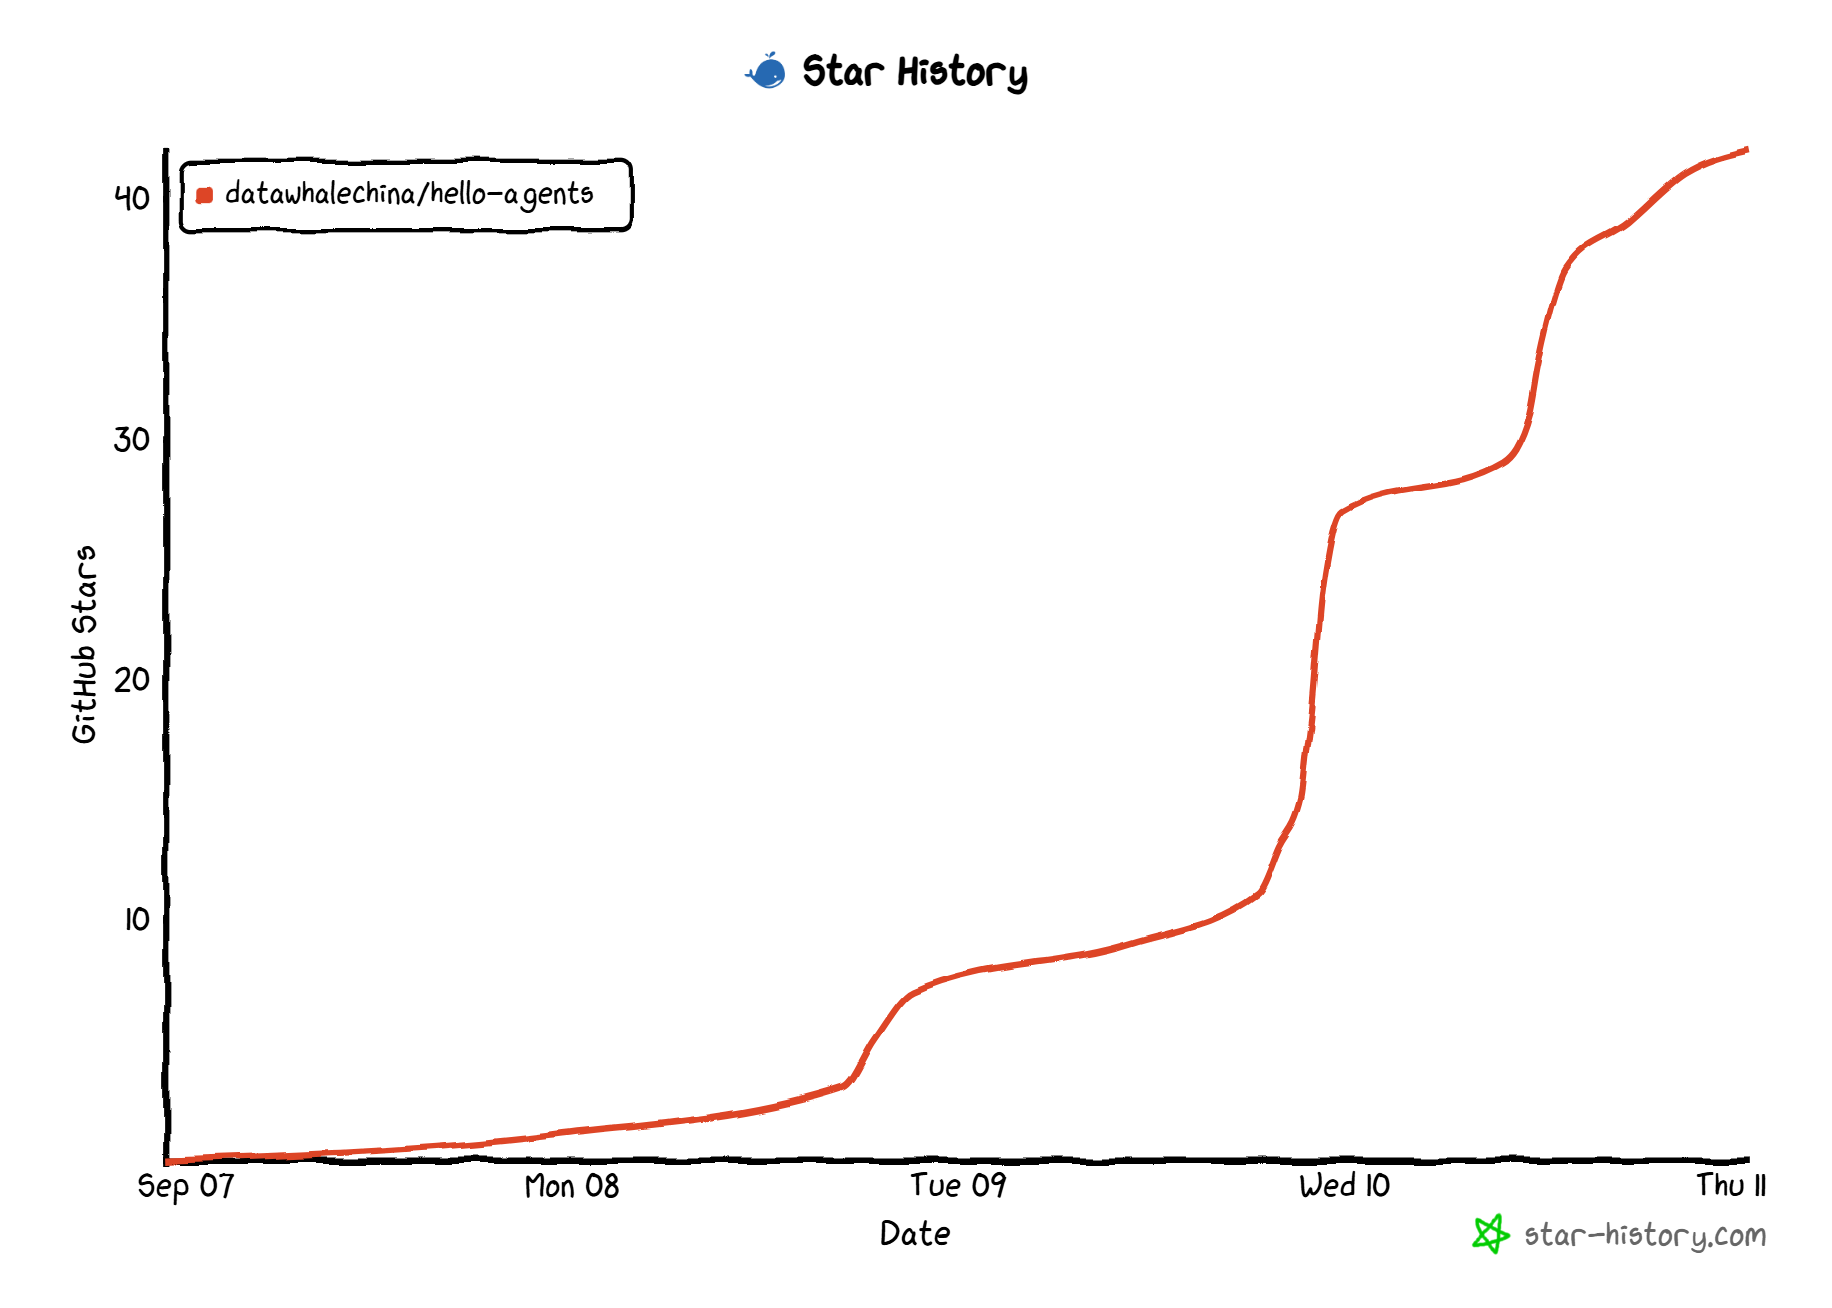 Star History
datawhalechina/hello-agents
40
30
20
10
GitHub Stars
Sep 07
Mon 08
Tue 09
Wed 10
Thu 11
Date
star-history.com